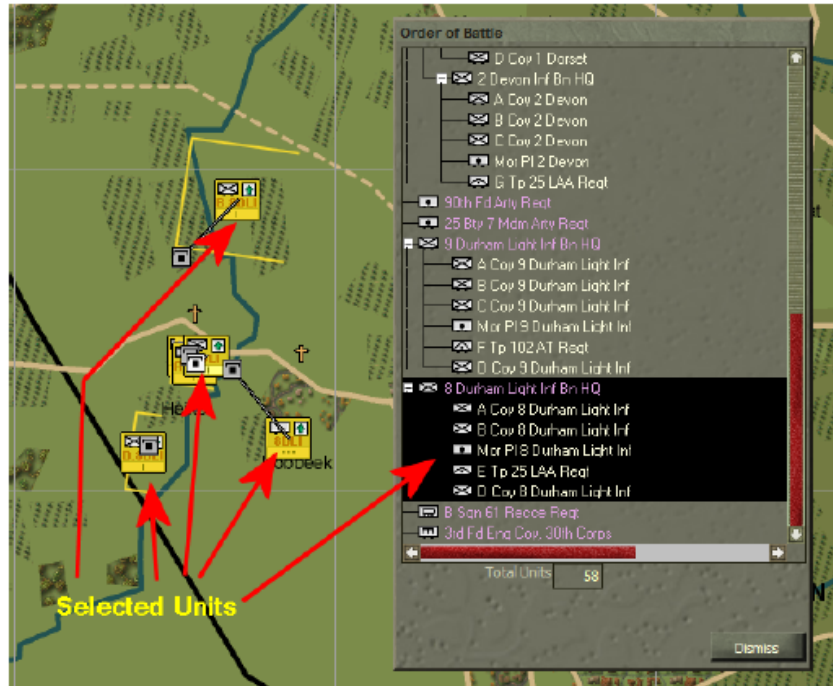 Order of Battle
D Coy 1 Dorset
2 Devon Inf Bn HQ
A Coy 2 Devon
B Coy 2 Devon
C Coy 2 Devon
Mor Pl 2 Devon
G Tp 25 LAA Regt
90th Fd Arty Regt
25 Bty 7 Mdm Arty Regt
9 Durham Light Inf Bn HQ
A Coy 9 Durham Light Inf
B Coy 9 Durham Light Inf
C Coy 9 Durham Light Inf
Mor Pl 9 Durham Light Inf
F Tp 102 AT Regt
D Coy 9 Durham Light Inf
8 Durham Light Inf Bn HQ
A Coy 8 Durham Light Inf
B Coy 8 Durham Light Inf
Mor Pl 8 Durham Light Inf
E Tp 25 LAA Regt
D Coy 8 Durham Light Inf
B Sqn 61 Recce Regt
3rd Fd Eng Coy, 30th Corps
Total Units 58
Dismiss
Selected Units